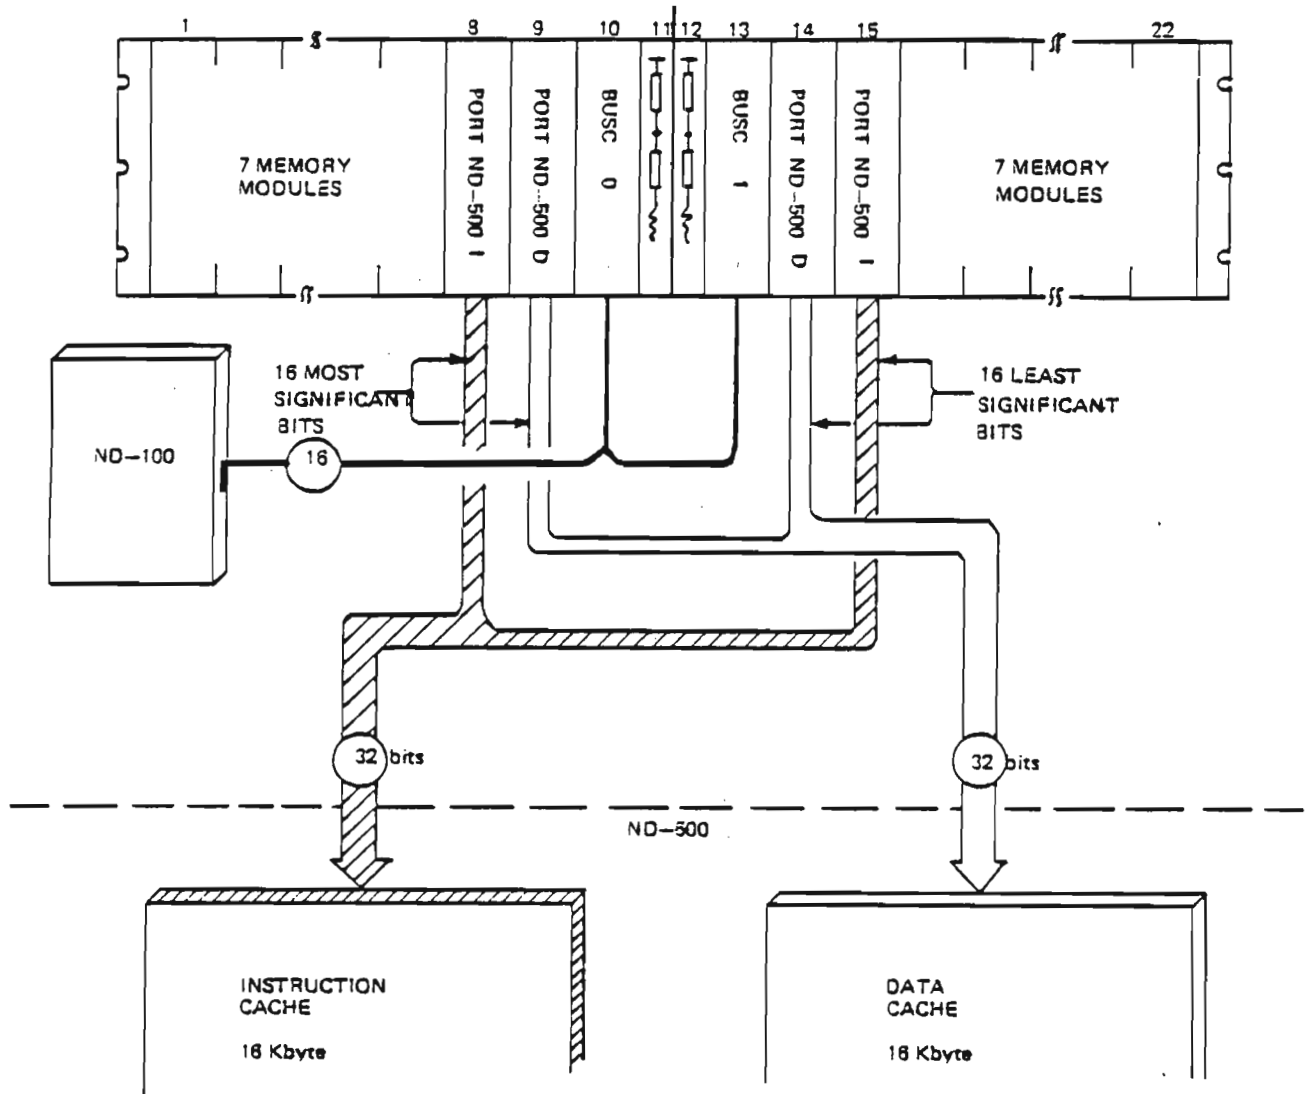 1 8 9 10 11 12 13 14 15 22
7 MEMORY
MODULES
PORT ND-500 I
PORT ND-500 D
BUSC 0
BUSC 1
PORT ND-500 D
PORT ND-500 I
7 MEMORY
MODULES
16 MOST
SIGNIFICANT
BITS
16 LEAST
SIGNIFICANT
BITS
ND-100
16
32 bits
32 bits
ND-500
INSTRUCTION
CACHE
16 Kbyte
DATA
CACHE
16 Kbyte